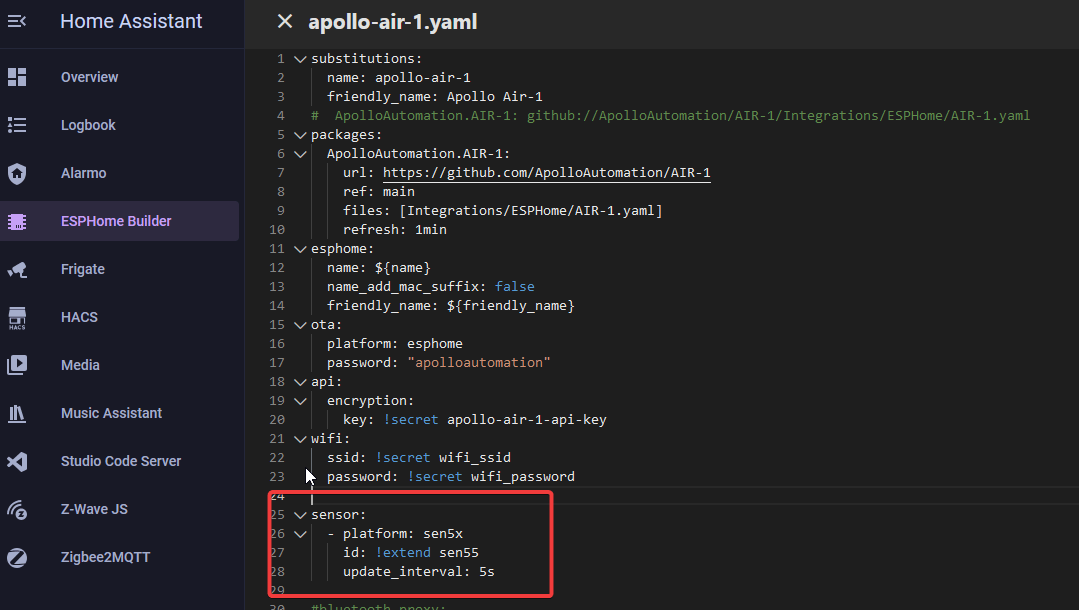 Home Assistant
Overview
Logbook
Alarmo
ESPHome Builder
Frigate
HACS
HACS
Media
Music Assistant
Studio Code Server
Z-Wave JS
Zigbee2MQTT
apollo-air-1.yaml
1 substitutions:
2 name: apollo-air-1
3 friendly_name: Apollo Air-1
4 #  ApolloAutomation.AIR-1: github://ApolloAutomation/AIR-1/Integrations/ESPHome/AIR-1.yaml
5 packages:
6 ApolloAutomation.AIR-1:
7 url: https://github.com/ApolloAutomation/AIR-1
8 ref: main
9 files: [Integrations/ESPHome/AIR-1.yaml]
10 refresh: 1min
11 esphome:
12 name: ${name}
13 name_add_mac_suffix: false
14 friendly_name: ${friendly_name}
15 ota:
16 platform: esphome
17 password: "apolloautomation"
18 api:
19 encryption:
20 key: !secret apollo-air-1-api-key
21 wifi:
22 ssid: !secret wifi_ssid
23 password: !secret wifi_password
24
25 sensor:
26 - platform: sen5x
27 id: !extend sen55
28 update_interval: 5s
29
30 #bluetooth_proxy: